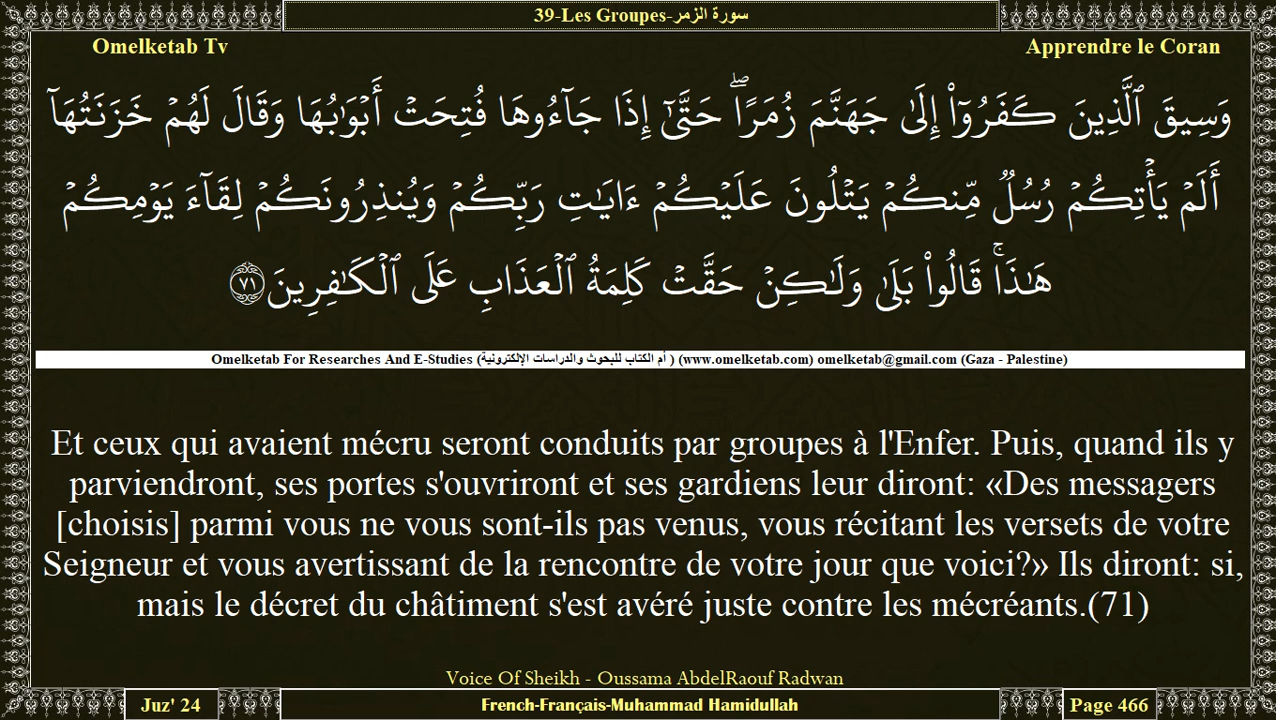 39-Les Groupes-سورة الزمر
Omelketab Tv
Apprendre le Coran
وَسِيقَ ٱلَّذِينَ كَفَرُوٓا۟ إِلَىٰ جَهَنَّمَ زُمَرًا ۖ حَتَّىٰٓ إِذَا جَآءُوهَا فُتِحَتْ أَبْوَٰبُهَا وَقَالَ لَهُمْ خَزَنَتُهَآ
أَلَمْ يَأْتِكُمْ رُسُلٌ مِّنكُمْ يَتْلُونَ عَلَيْكُمْ ءَايَٰتِ رَبِّكُمْ وَيُنذِرُونَكُمْ لِقَآءَ يَوْمِكُمْ
هَٰذَا ۚ قَالُوا۟ بَلَىٰ وَلَٰكِنْ حَقَّتْ كَلِمَةُ ٱلْعَذَابِ عَلَى ٱلْكَٰفِرِينَ ﴿٧١﴾
Omelketab For Researches And E-Studies (أم الكتاب للبحوث والدراسات الإلكترونية ) (www.omelketab.com) omelketab@gmail.com (Gaza - Palestine)
Et ceux qui avaient mécru seront conduits par groupes à l'Enfer. Puis, quand ils y
parviendront, ses portes s'ouvriront et ses gardiens leur diront: «Des messagers
[choisis] parmi vous ne vous sont-ils pas venus, vous récitant les versets de votre
Seigneur et vous avertissant de la rencontre de votre jour que voici?» Ils diront: si,
mais le décret du châtiment s'est avéré juste contre les mécréants.(71)
Voice Of Sheikh - Oussama AbdelRaouf Radwan
Juz' 24
French-Français-Muhammad Hamidullah
Page 466